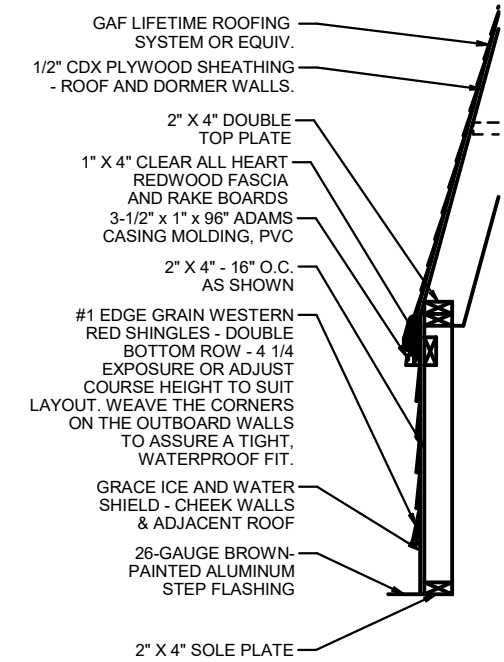 GAF LIFETIME ROOFING
SYSTEM OR EQUIV.
1/2" CDX PLYWOOD SHEATHING
- ROOF AND DORMER WALLS.
2" X 4" DOUBLE
TOP PLATE
1" X 4" CLEAR ALL HEART
REDWOOD FASCIA
AND RAKE BOARDS
3-1/2" x 1" x 96" ADAMS
CASING MOLDING, PVC
2" X 4" - 16" O.C.
AS SHOWN
#1 EDGE GRAIN WESTERN
RED SHINGLES - DOUBLE
BOTTOM ROW - 4 1/4
EXPOSURE OR ADJUST
COURSE HEIGHT TO SUIT
LAYOUT. WEAVE THE CORNERS
ON THE OUTBOARD WALLS
TO ASSURE A TIGHT,
WATERPROOF FIT.
GRACE ICE AND WATER
SHIELD - CHEEK WALLS
& ADJACENT ROOF
26-GAUGE BROWN-
PAINTED ALUMINUM
STEP FLASHING
2" X 4" SOLE PLATE